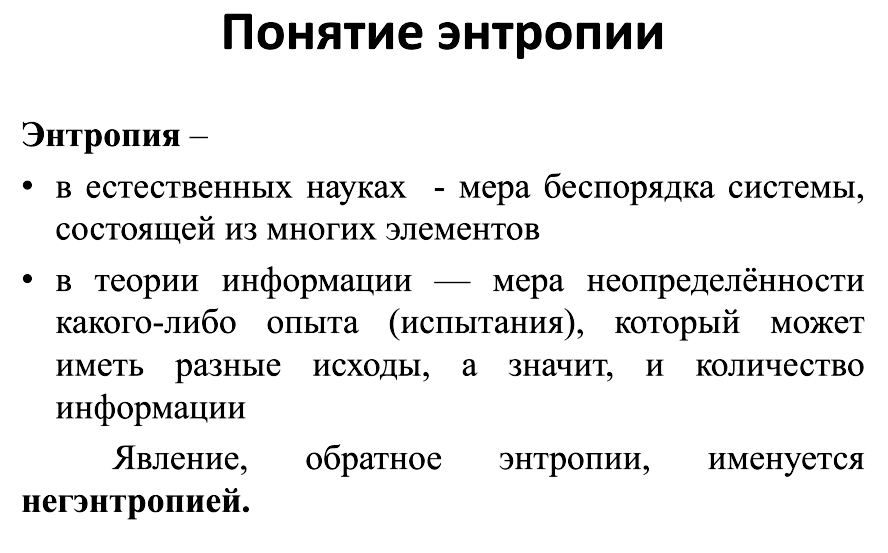 Понятие энтропии
Энтропия –
• в естественных науках - мера беспорядка системы,
состоящей из многих элементов
• в теории информации — мера неопределённости
какого-либо опыта (испытания), который может
иметь разные исходы, а значит, и количество
информации
Явление, обратное энтропии, именуется
негэнтропией.